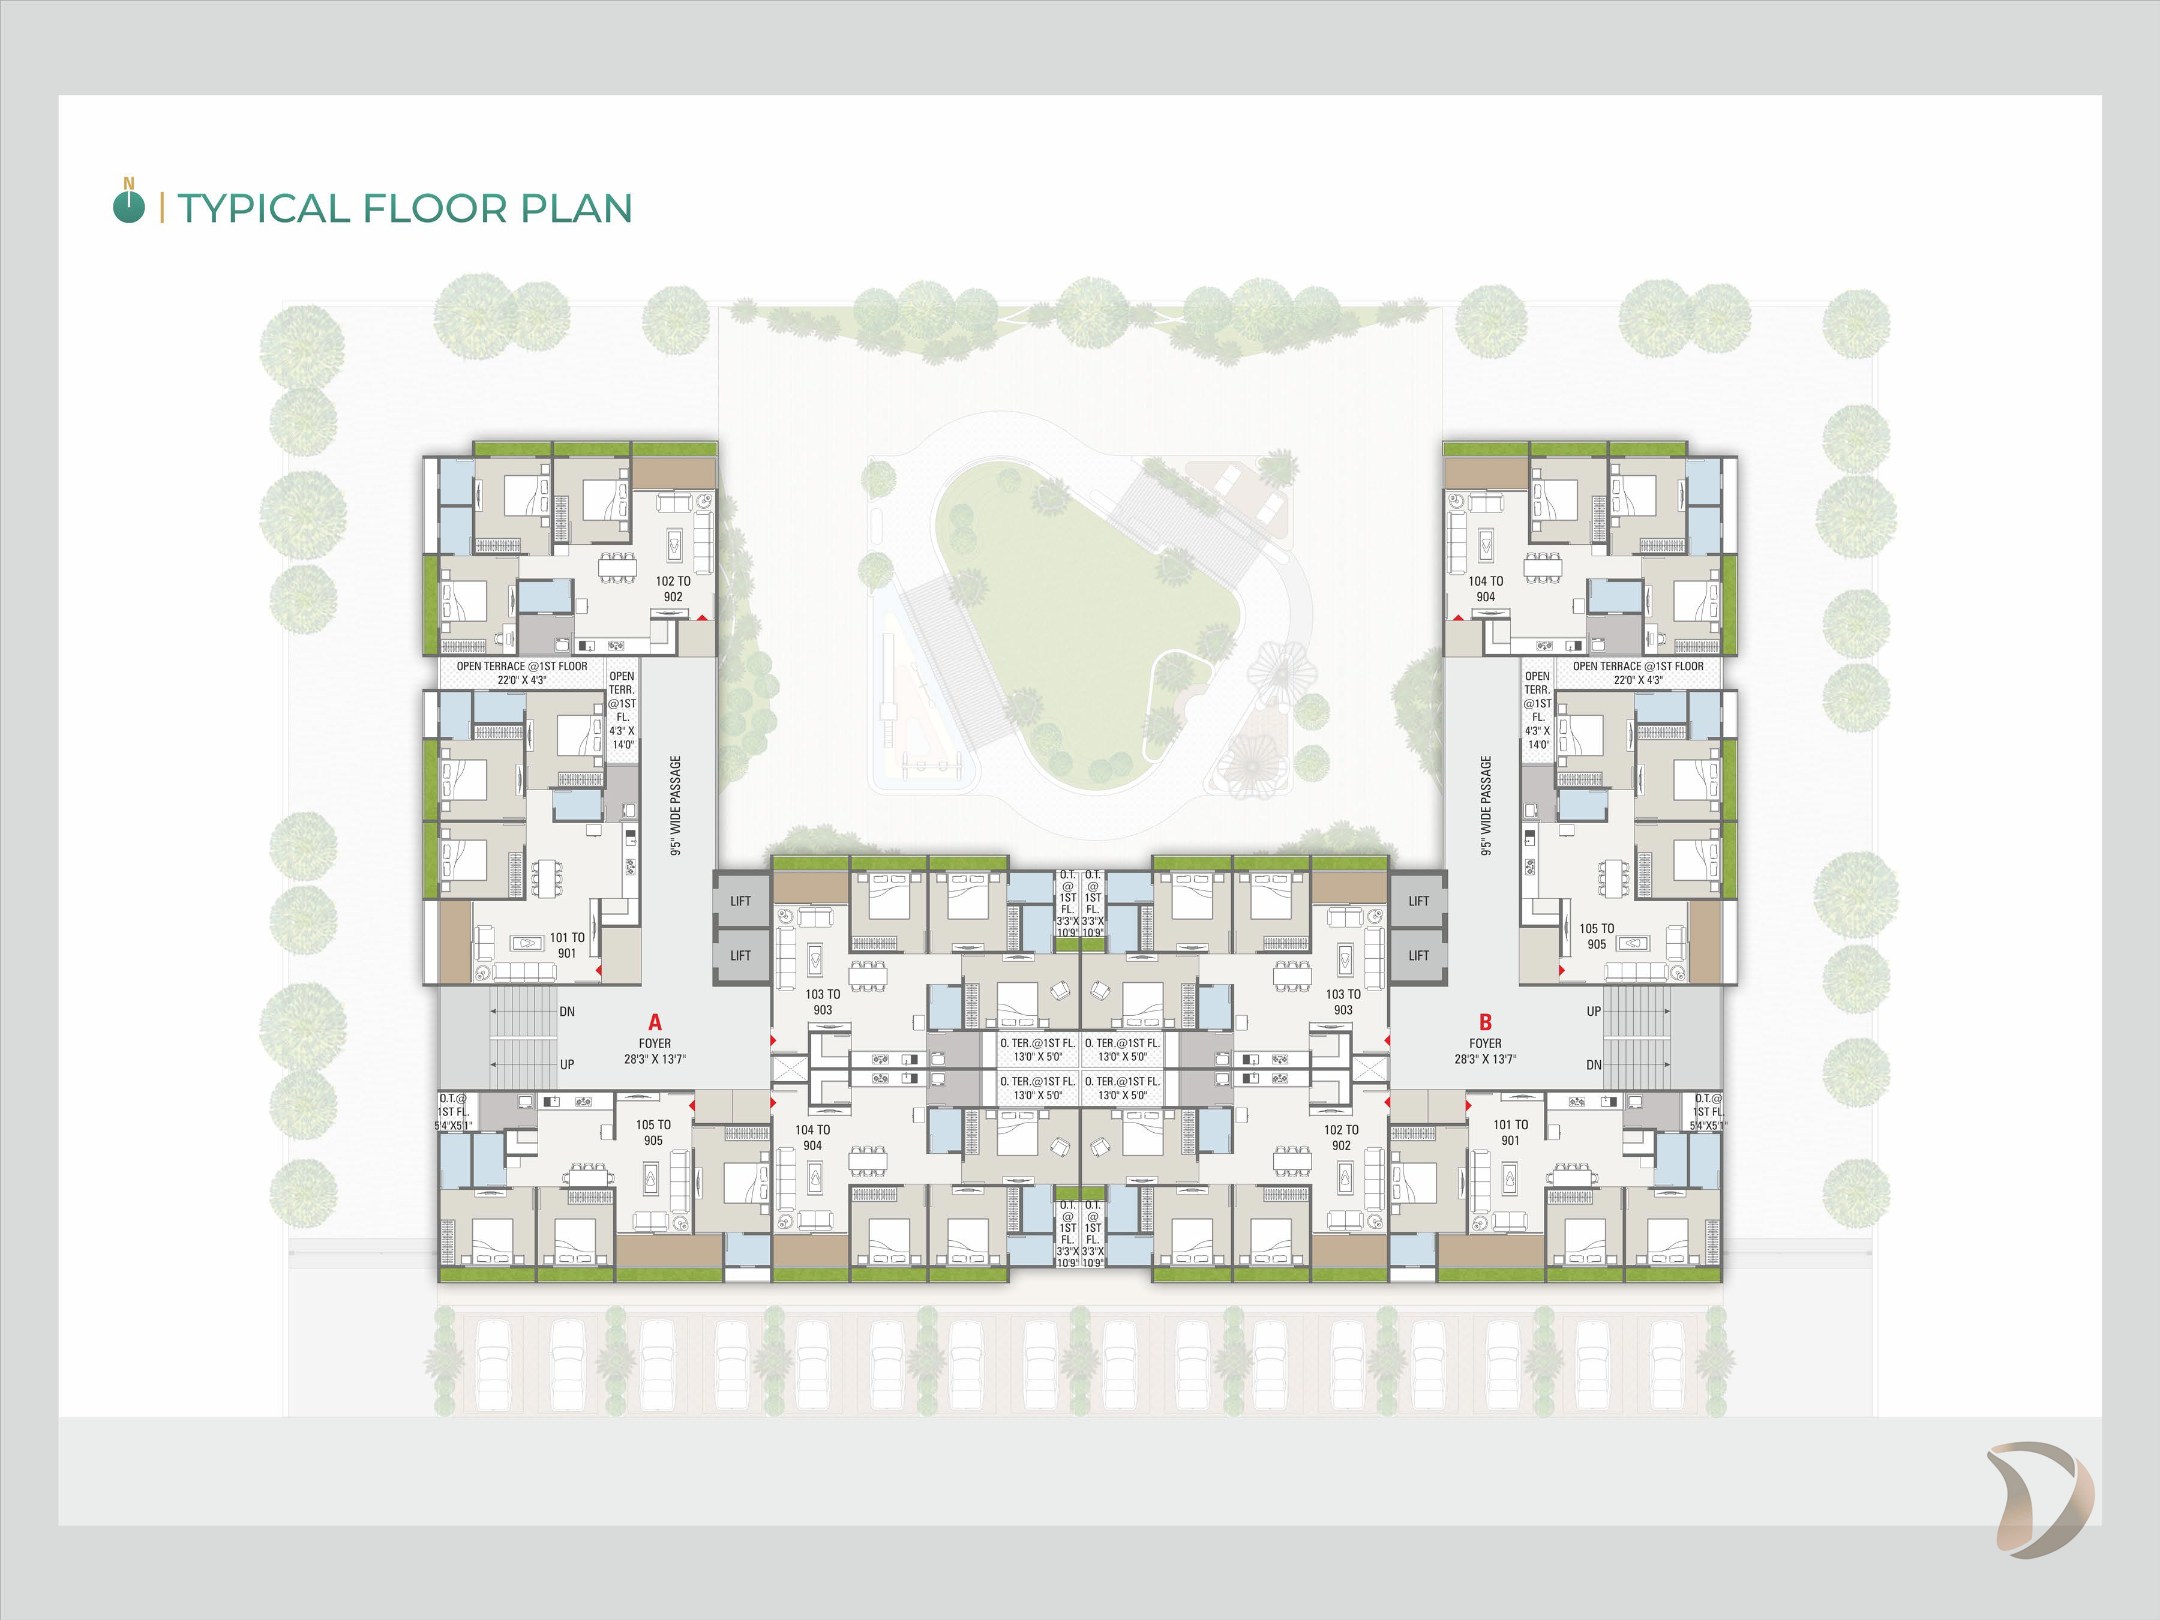 N
TYPICAL FLOOR PLAN
102 TO
902
OPEN TERRACE @1ST FLOOR
22'0" X 4'3"
OPEN
TERR.
@1ST
FL.
4'3" X
14'0"
9'5" WIDE PASSAGE
101 TO
901
LIFT
LIFT
DN
UP
A
FOYER
28'3" X 13'7"
O.T.@
1ST FL.
5'4"X5'1"
105 TO
905
103 TO
903
104 TO
904
O.T.
@
1ST
FL.
3'3"X
10'9"
O.T.
@
1ST
FL.
3'3"X
10'9"
O. TER.@1ST FL.
13'0" X 5'0"
O. TER.@1ST FL.
13'0" X 5'0"
O. TER.@1ST FL.
13'0" X 5'0"
O. TER.@1ST FL.
13'0" X 5'0"
O.T.
@
1ST
FL.
3'3"X
10'9"
O.T.
@
1ST
FL.
3'3"X
10'9"
103 TO
903
102 TO
902
104 TO
904
OPEN TERRACE @1ST FLOOR
22'0" X 4'3"
OPEN
TERR.
@1ST
FL.
4'3" X
14'0"
9'5" WIDE PASSAGE
105 TO
905
LIFT
LIFT
UP
DN
B
FOYER
28'3" X 13'7"
101 TO
901
O.T.@
1ST FL.
5'4"X5'1"